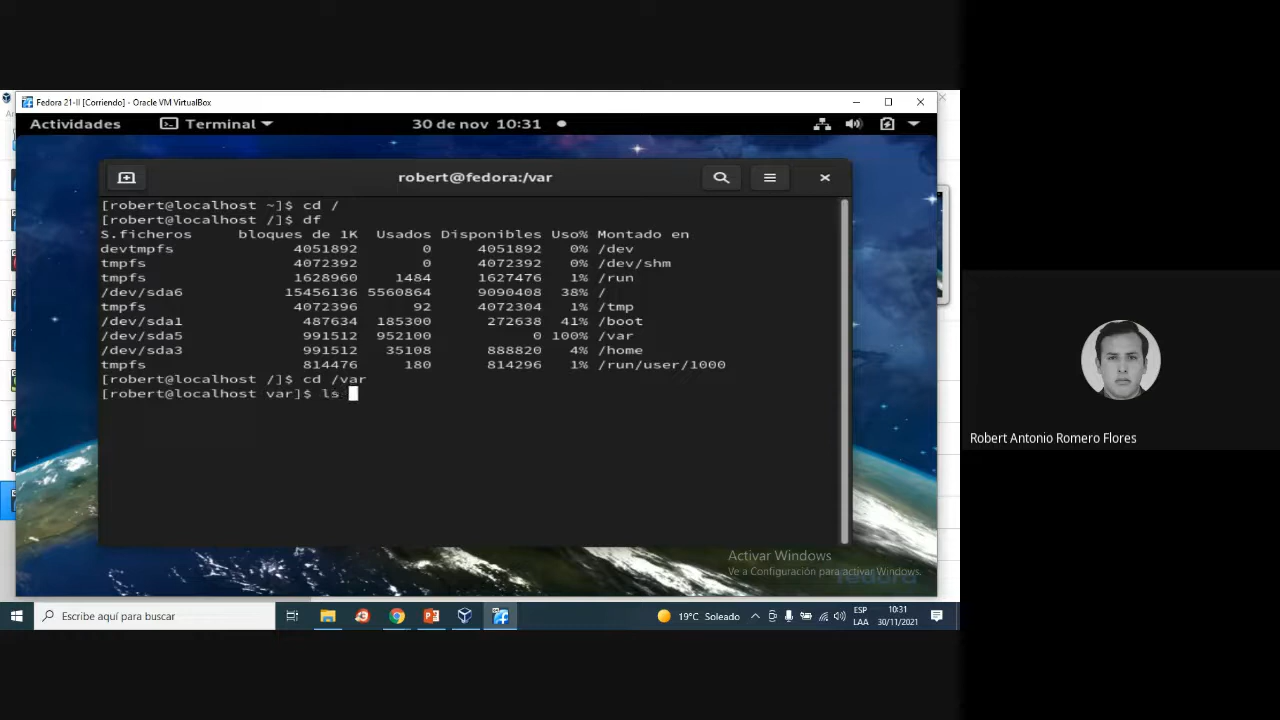 Fedora 21-II [Corriendo] - Oracle VM VirtualBox
Actividades Terminal 30 de nov 10:31
robert@fedora:/var
[robert@localhost ~]$ cd /
[robert@localhost /]$ df
S.ficheros bloques de 1K Usados Disponibles Uso% Montado en
devtmpfs 4051892 0 4051892 0% /dev
tmpfs 4072392 0 4072392 0% /dev/shm
tmpfs 1628960 1484 1627476 1% /run
/dev/sda6 15456136 5560864 9090408 38% /
tmpfs 4072396 92 4072304 1% /tmp
/dev/sda1 487634 185300 272638 41% /boot
/dev/sda5 991512 952100 0 100% /var
/dev/sda3 991512 35108 888820 4% /home
tmpfs 814476 180 814296 1% /run/user/1000
[robert@localhost /]$ cd /var
[robert@localhost var]$ ls
Robert Antonio Romero Flores
Activar Windows
Ve a Configuración para activar Windows.
fedora
Escribe aquí para buscar
19°C Soleado
ESP
LAA
10:31
30/11/2021